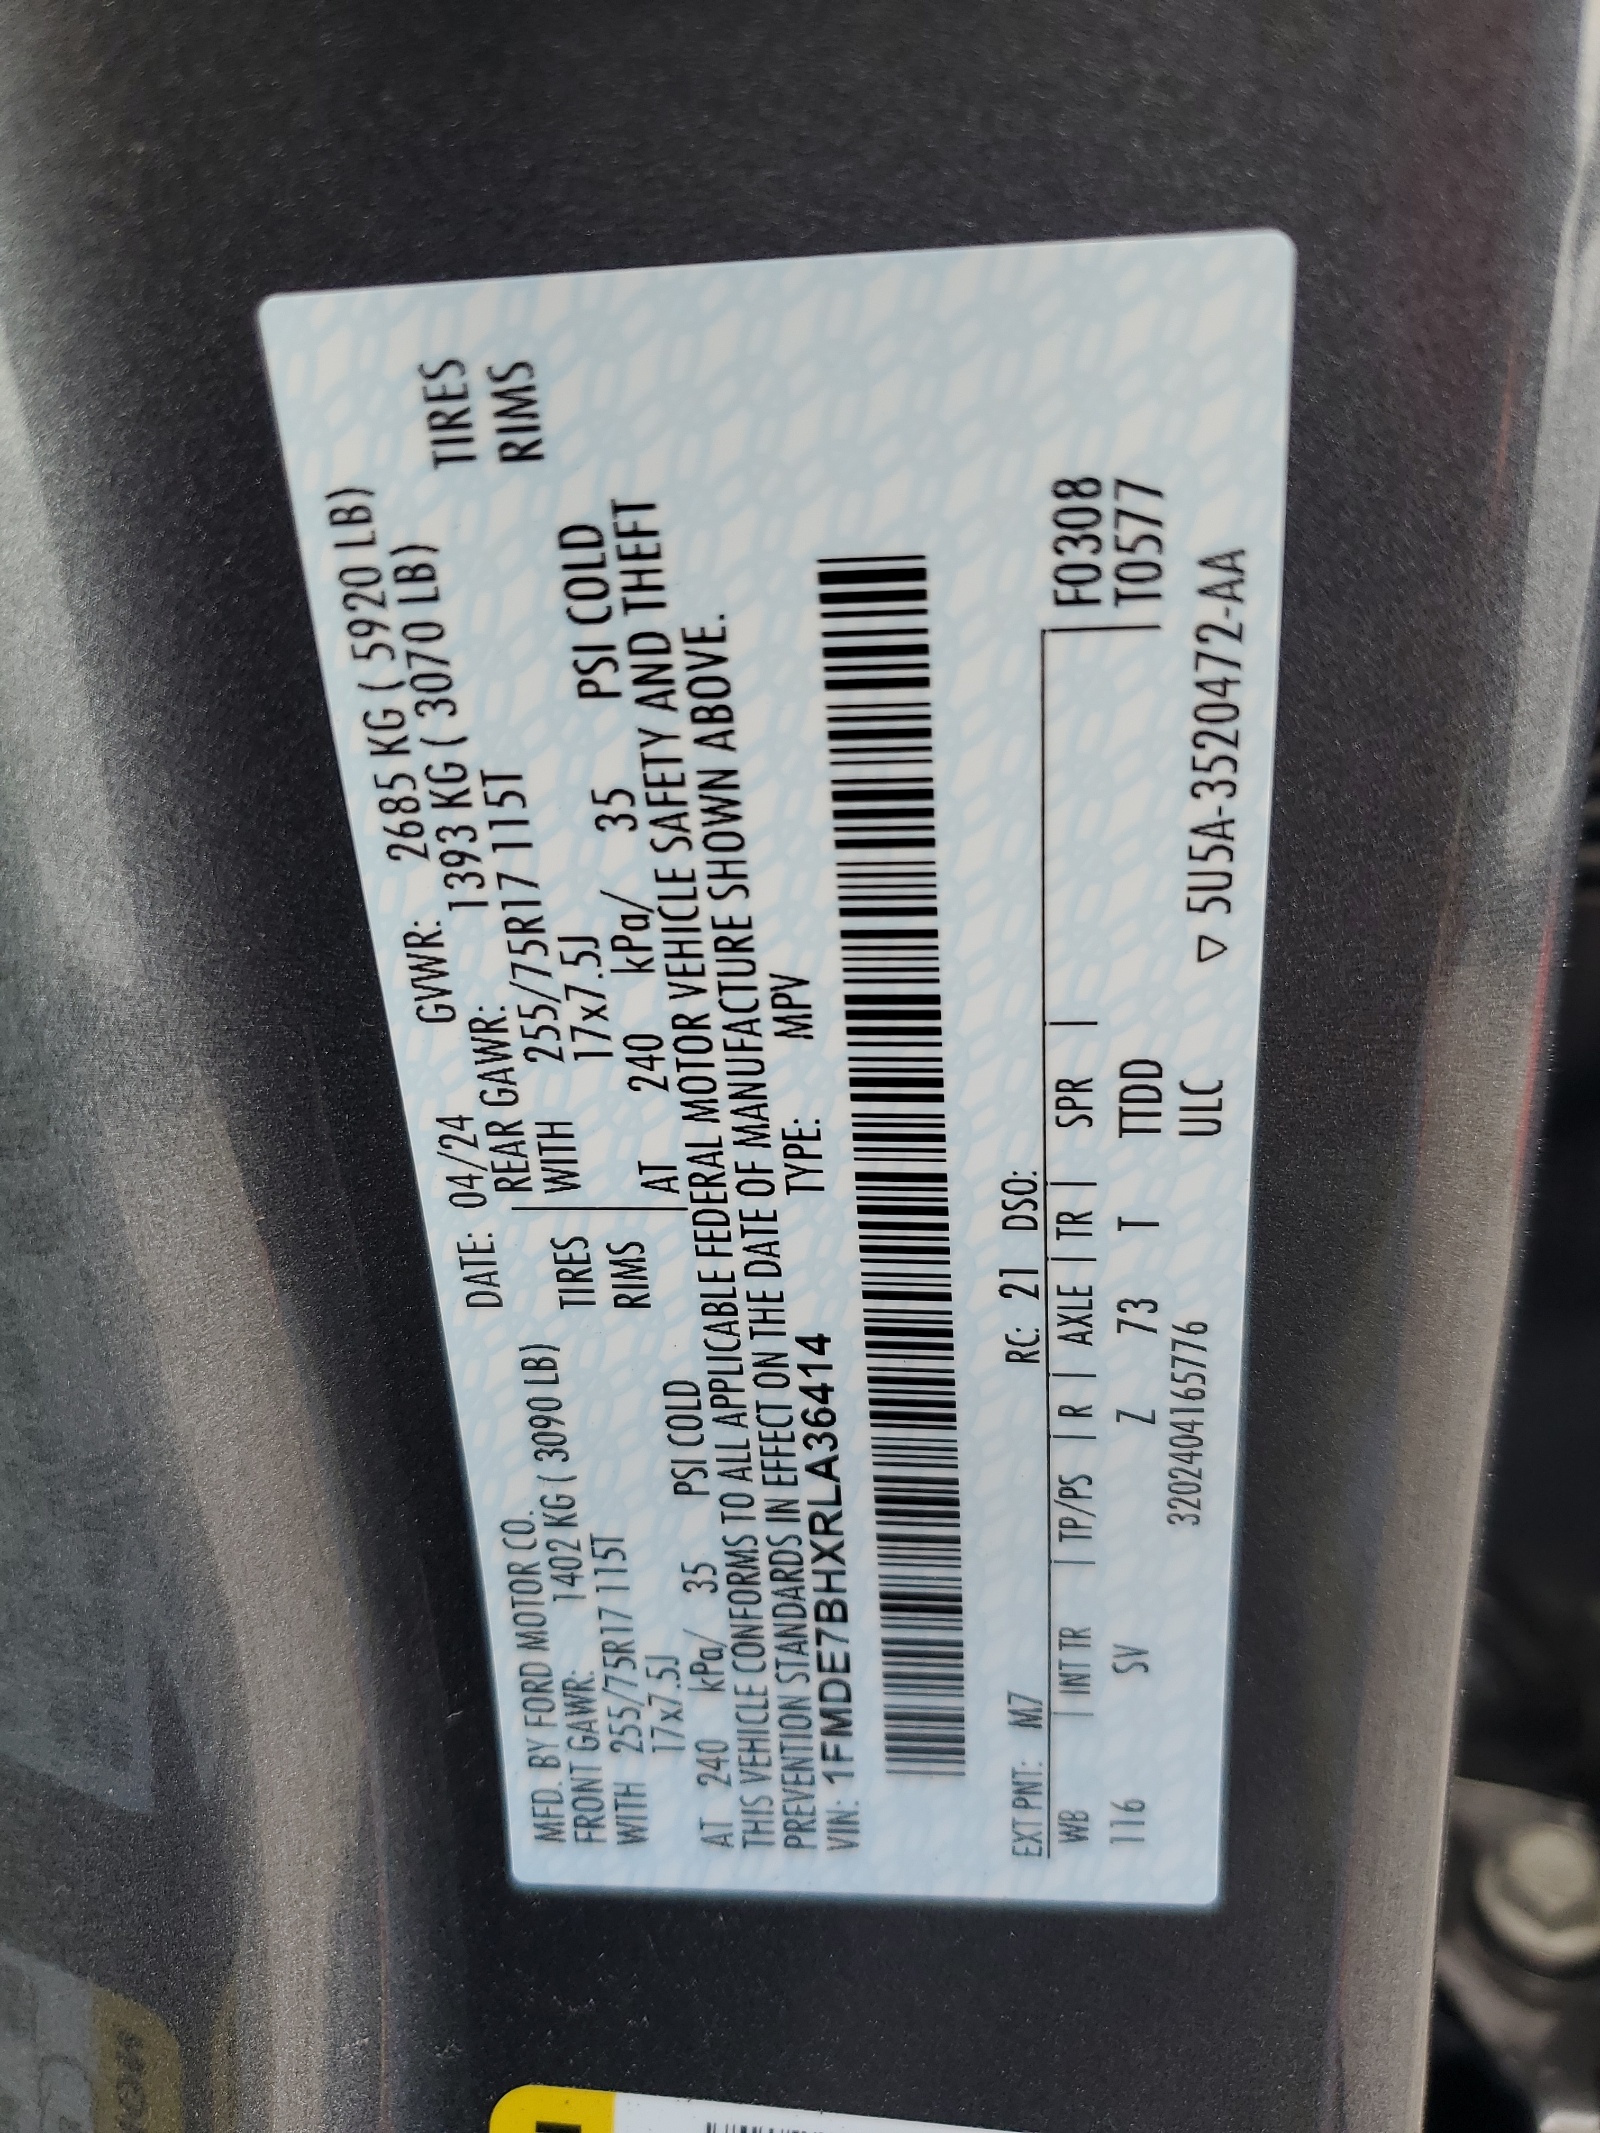 MFD. BY FORD MOTOR CO. DATE: 04/24 GVWR: 2685 KG ( 5920 LB)
FRONT GAWR: 1402 KG ( 3090 LB) REAR GAWR: 1393 KG ( 3070 LB)
WITH 255/75R17 115T TIRES WITH 255/75R17 115T TIRES
17x7.5J RIMS 17x7.5J RIMS
AT 240 kPa/ 35 PSI COLD AT 240 kPa/ 35 PSI COLD
THIS VEHICLE CONFORMS TO ALL APPLICABLE FEDERAL MOTOR VEHICLE SAFETY AND THEFT
PREVENTION STANDARDS IN EFFECT ON THE DATE OF MANUFACTURE SHOWN ABOVE.
VIN: 1FMDE7BHXRLA36414 TYPE: MPV
EXT PNT: M7 RC: 21 DSO:
WB | INT TR | TP/PS | R | AXLE | TR | SPR | F0308
116 SV Z 73 T TTDD T0577
3202404165776 ULC ▽ 5U5A-3520472-AA